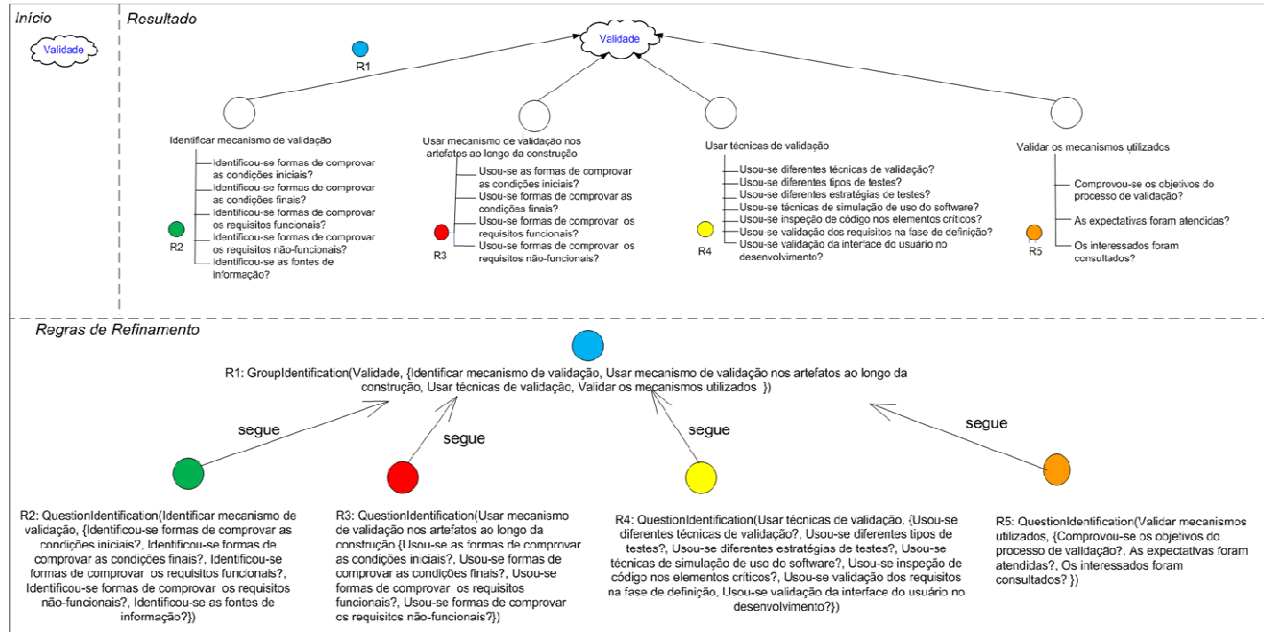 Início
Validade
Resultado
Validade
R1
Identificar mecanismo de validação
Identificou-se formas de comprovar
as condições iniciais?
Identificou-se formas de comprovar
as condições finais?
Identificou-se formas de comprovar
os requisitos funcionais?
Identificou-se formas de comprovar
os requisitos não-funcionais?
Identificou-se as fontes de
informação?
R2
Usar mecanismo de validação nos
artefatos ao longo da construção
Usou-se as formas de comprovar
as condições iniciais?
Usou-se formas de comprovar as
condições finais?
Usou-se formas de comprovar os
requisitos funcionais?
Usou-se formas de comprovar os
requisitos não-funcionais?
R3
Usar técnicas de validação
Usou-se diferentes técnicas de validação?
Usou-se diferentes tipos de testes?
Usou-se diferentes estratégias de testes?
Usou-se técnicas de simulação de uso do software?
Usou-se inspeção de código nos elementos críticos?
Usou-se validação dos requisitos na fase de definição?
Usou-se validação da interface do usuário no
desenvolvimento?
R4
Validar os mecanismos utilizados
Comprovou-se os objetivos do
processo de validação?
As expectativas foram atendidas?
Os interessados foram
consultados?
R5
Regras de Refinamento
R1: GroupIdentification(Validade, {Identificar mecanismo de validação, Usar mecanismo de validação nos artefatos ao longo da
construção, Usar técnicas de validação, Validar os mecanismos utilizados })
segue
segue
segue
segue
R2: QuestionIdentification(Identificar mecanismo de
validação, {Identificou-se formas de comprovar as
condições iniciais?, Identificou-se formas de
comprovar as condições finais?, Identificou-se
formas de comprovar os requisitos funcionais?,
Identificou-se formas de comprovar os requisitos
não-funcionais?, Identificou-se as fontes de
informação?})
R3: QuestionIdentification(Usar mecanismo
de validação nos artefatos ao longo da
construção,{Usou-se as formas de comprovar
as condições iniciais?, Usou-se formas de
comprovar as condições finais?, Usou-se
formas de comprovar os requisitos
funcionais?, Usou-se formas de comprovar
os requisitos não-funcionais?})
R4: QuestionIdentification(Usar técnicas de validação, {Usou-se
diferentes técnicas de validação?, Usou-se diferentes tipos de
testes?, Usou-se diferentes estratégias de testes?, Usou-se
técnicas de simulação de uso do software?, Usou-se inspeção de
código nos elementos críticos?, Usou-se validação dos requisitos
na fase de definição, Usou-se validação da interface do usuário no
desenvolvimento?})
R5: QuestionIdentification(Validar mecanismos
utilizados, {Comprovou-se os objetivos do
processo de validação?, As expectativas foram
atendidas?, Os interessados foram
consultados? })